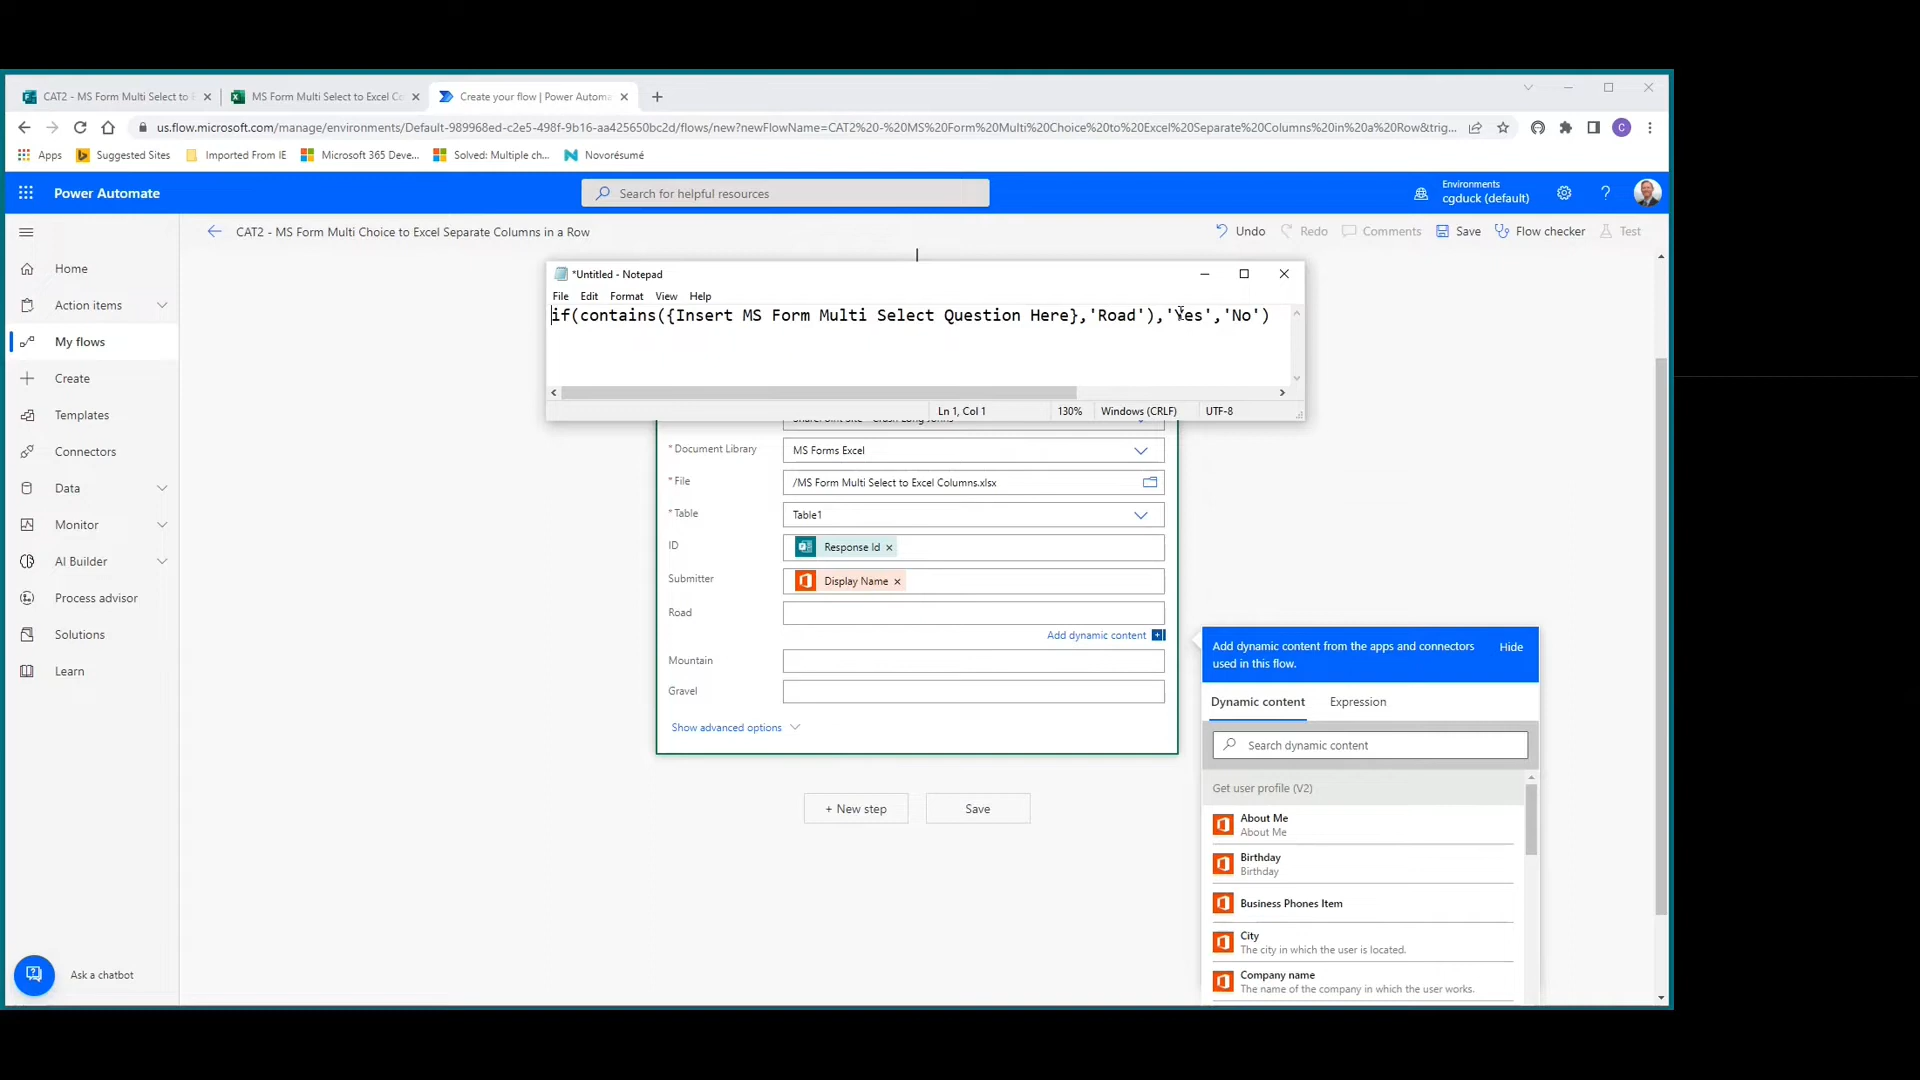 CAT2 - MS Form Multi Select to E
MS Form Multi Select to Excel Co
Create your flow | Power Automa
us.flow.microsoft.com/manage/environments/Default-989968ed-c2e5-498f-9b16-aa425650bc2d/flows/new?newFlowName=CAT2%20-%20MS%20Form%20Multi%20Choice%20to%20Excel%20Separate%20Columns%20in%20a%20Row&trig...
C
Apps
Suggested Sites
Imported From IE
Microsoft 365 Deve...
Solved: Multiple ch...
Novorésumé
Power Automate
Search for helpful resources
Environments
cgduck (default)
CAT2 - MS Form Multi Choice to Excel Separate Columns in a Row
Undo
Redo
Comments
Save
Flow checker
Test
Home
Action items
My flows
Create
Templates
Connectors
Data
Monitor
AI Builder
Process advisor
Solutions
Learn
Ask a chatbot
*Untitled - Notepad
File Edit Format View Help
if(contains({Insert MS Form Multi Select Question Here},'Road'),'Yes','No')
Ln 1, Col 1
130%
Windows (CRLF)
UTF-8
* Document Library
MS Forms Excel
* File
/MS Form Multi Select to Excel Columns.xlsx
* Table
Table1
ID
Response Id
Submitter
Display Name
Road
Add dynamic content
Mountain
Gravel
Show advanced options
+ New step
Save
Add dynamic content from the apps and connectors
used in this flow.
Hide
Dynamic content
Expression
Search dynamic content
Get user profile (V2)
About Me
About Me
Birthday
Birthday
Business Phones Item
City
The city in which the user is located.
Company name
The name of the company in which the user works.